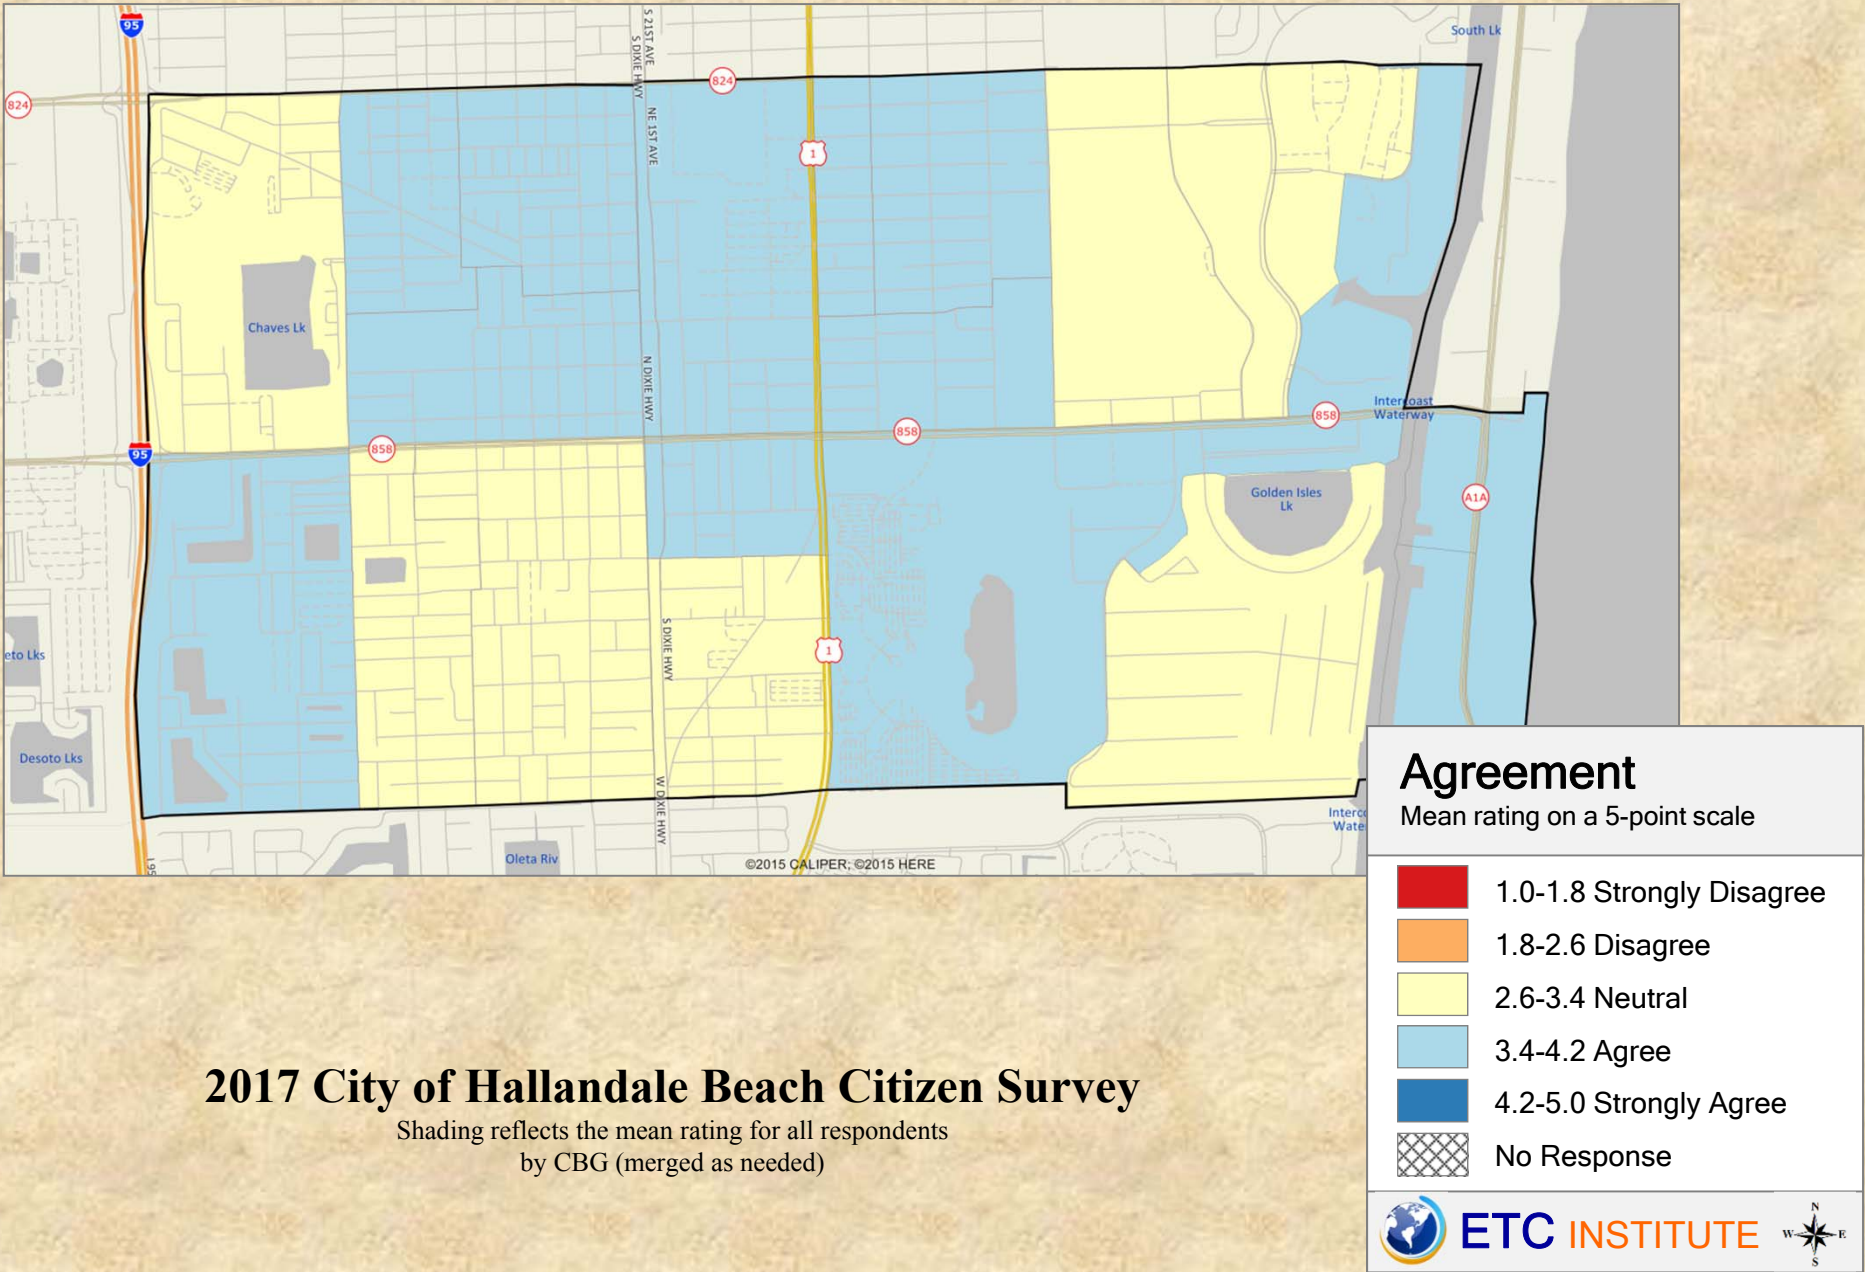 95
South Lk
824
824
S 21ST AVE
S DIXIE HWY
NE 1ST AVE
1
Chaves Lk
N DIXIE HWY
Intercoast
Waterway
858
858
858
95
Golden Isles
Lk
A1A
S DIXIE HWY
1
eto Lks
Desoto Lks
W DIXIE HWY
Interco
Wate
Oleta Riv
I 95
©2015 CALIPER; ©2015 HERE
Agreement
Mean rating on a 5-point scale
1.0-1.8 Strongly Disagree
1.8-2.6 Disagree
2.6-3.4 Neutral
3.4-4.2 Agree
4.2-5.0 Strongly Agree
No Response
2017 City of Hallandale Beach Citizen Survey
Shading reflects the mean rating for all respondents
by CBG (merged as needed)
ETC INSTITUTE
N
W E
S